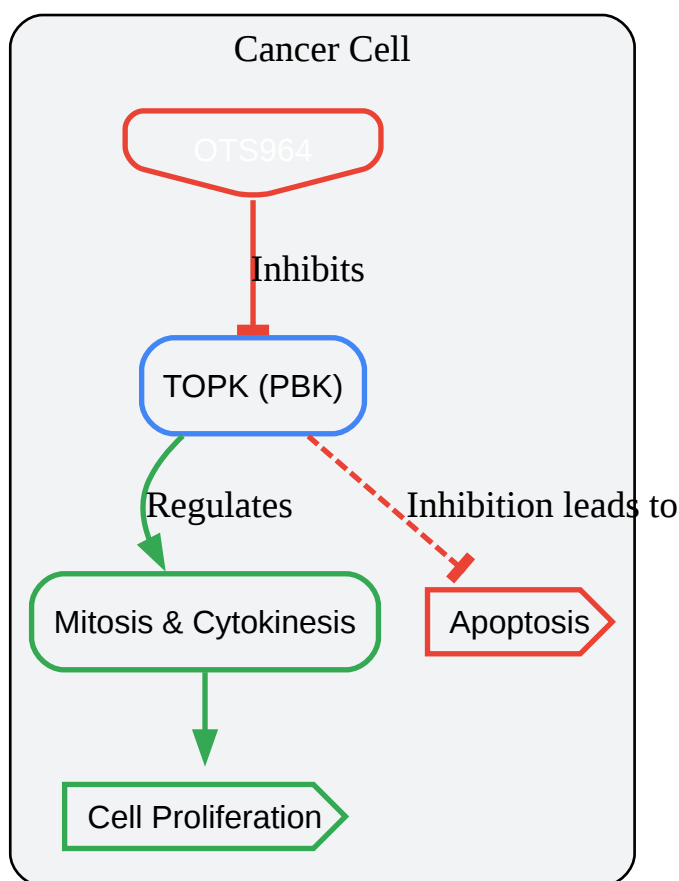 Cancer Cell
OTS964
Inhibits
TOPK (PBK)
Regulates
Inhibition leads to
Mitosis & Cytokinesis
Apoptosis
Cell Proliferation